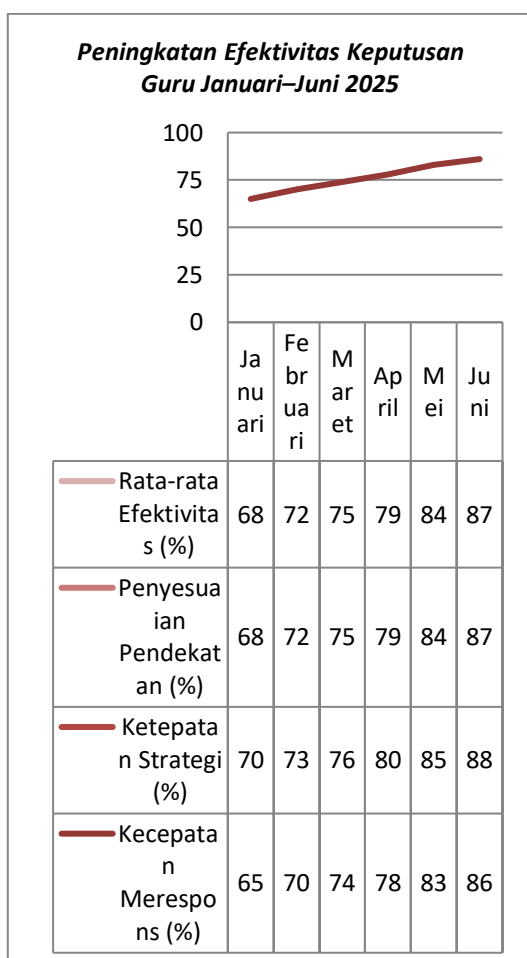 Peningkatan Efektivitas Keputusan
Guru Januari–Juni 2025
100
75
50
25
0
Ja
nu
ari
Fe
br
ua
ri
M
ar
et
Ap
ril
M
ei
Ju
ni
Rata-rata
Efektivita
s (%)
68 72 75 79 84 87
Penyesua
ian
Pendekat
an (%)
68 72 75 79 84 87
Ketepata
n Strategi
(%)
70 73 76 80 85 88
Kecepata
n
Merespo
ns (%)
65 70 74 78 83 86